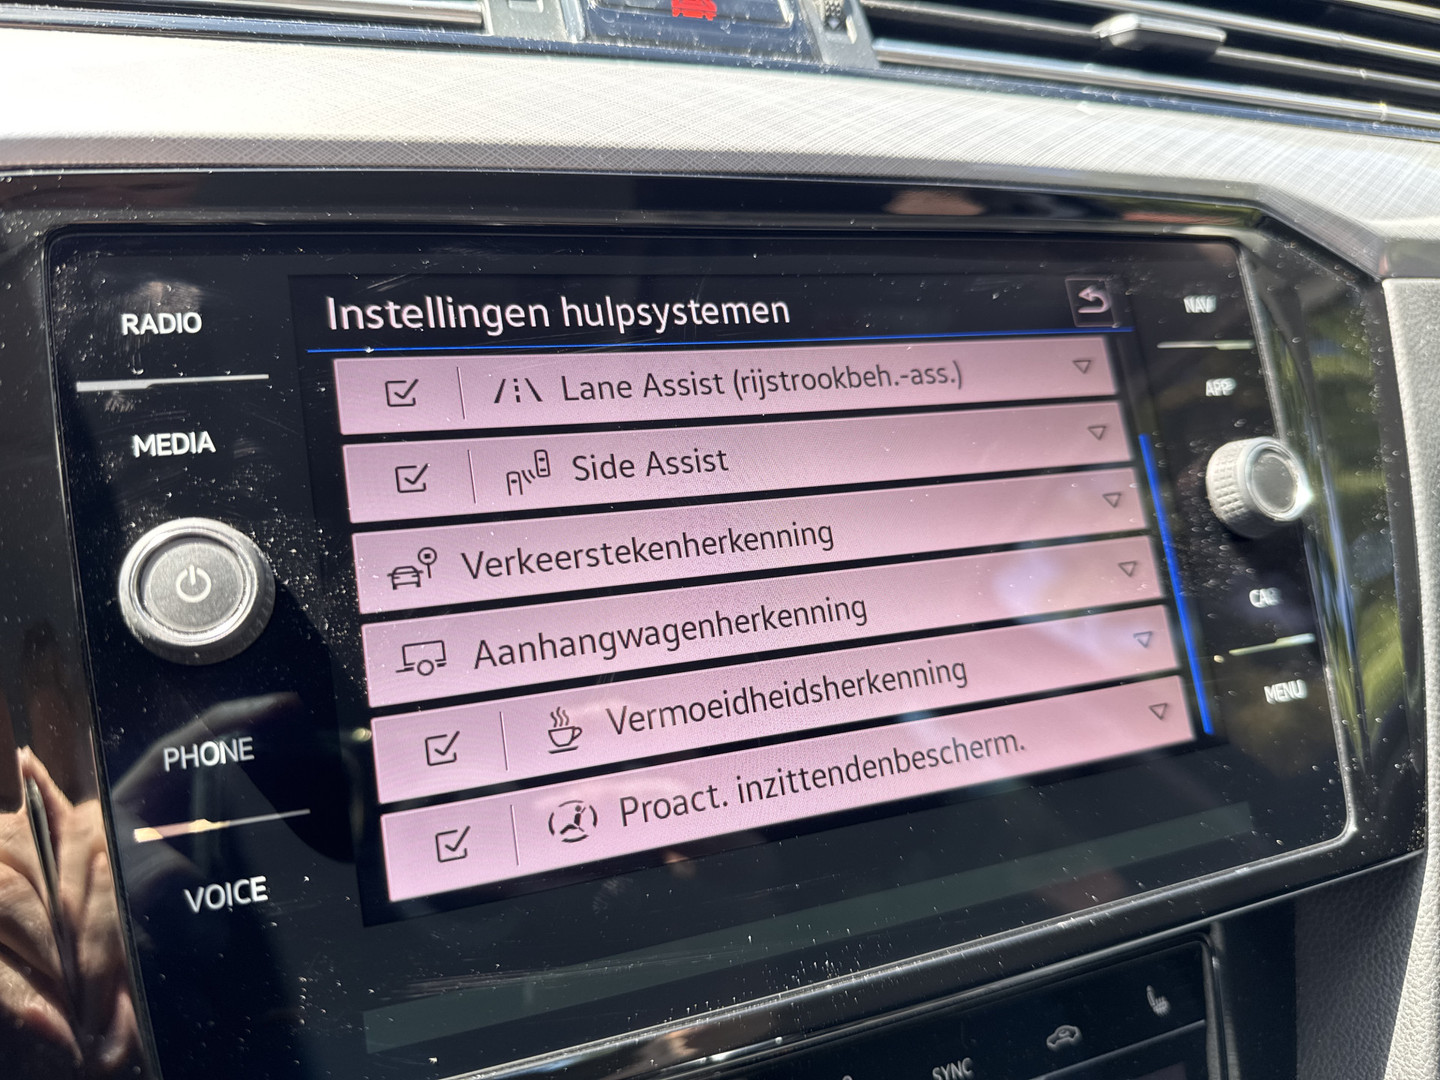 RADIO
MEDIA
PHONE
VOICE
Instellingen hulpsystemen
Lane Assist (rijstrookbeh.-ass.)
Side Assist
Verkeerstekenherkenning
Aanhangwagenherkenning
Vermoeidheidsherkenning
Proact. inzittendenbescherm.
NAV
APP
CAR
MENU
SYNC